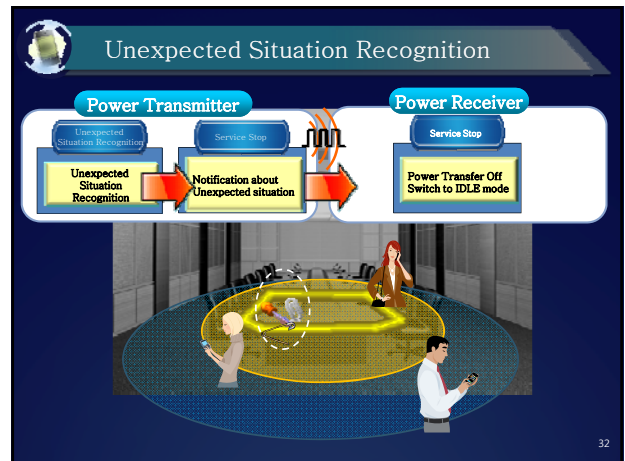 Unexpected Situation Recognition
Power Transmitter
Power Receiver
Unexpected
Situation Recognition
Service Stop
Service Stop
Unexpected
Situation
Recognition
Notification about
Unexpected situation
Power Transfer Off
Switch to IDLE mode
32